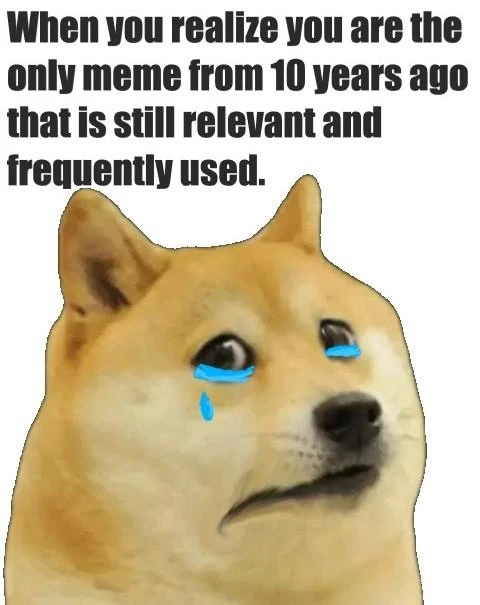 When you realize you are the
only meme from 10 years ago
that is still relevant and
frequently used.